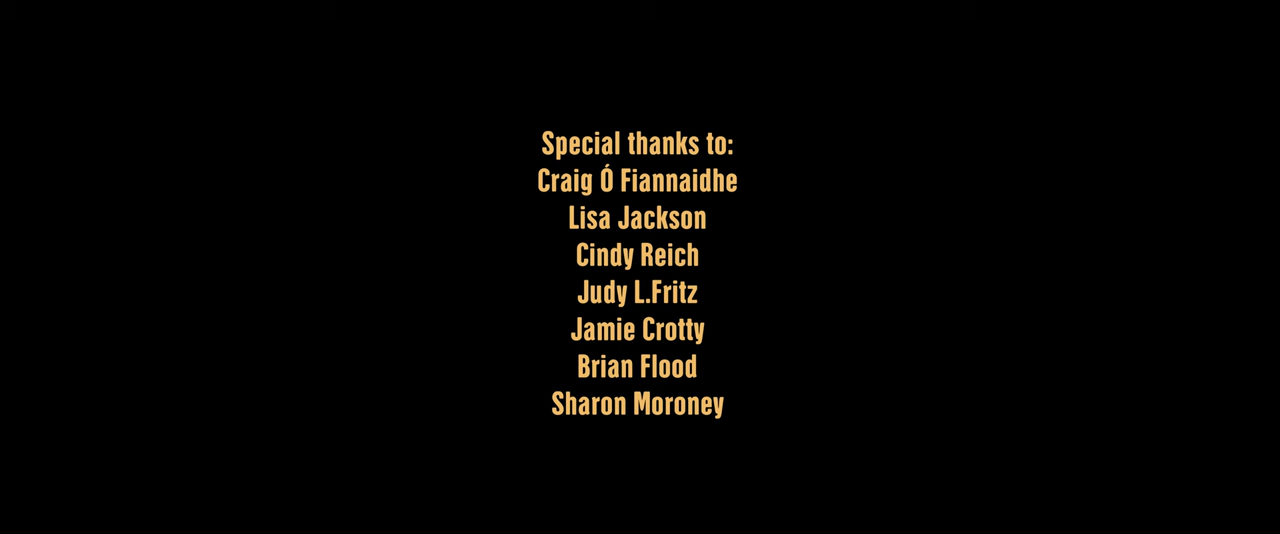 Special thanks to:
Craig Ó Fiannaidhe
Lisa Jackson
Cindy Reich
Judy L.Fritz
Jamie Crotty
Brian Flood
Sharon Moroney